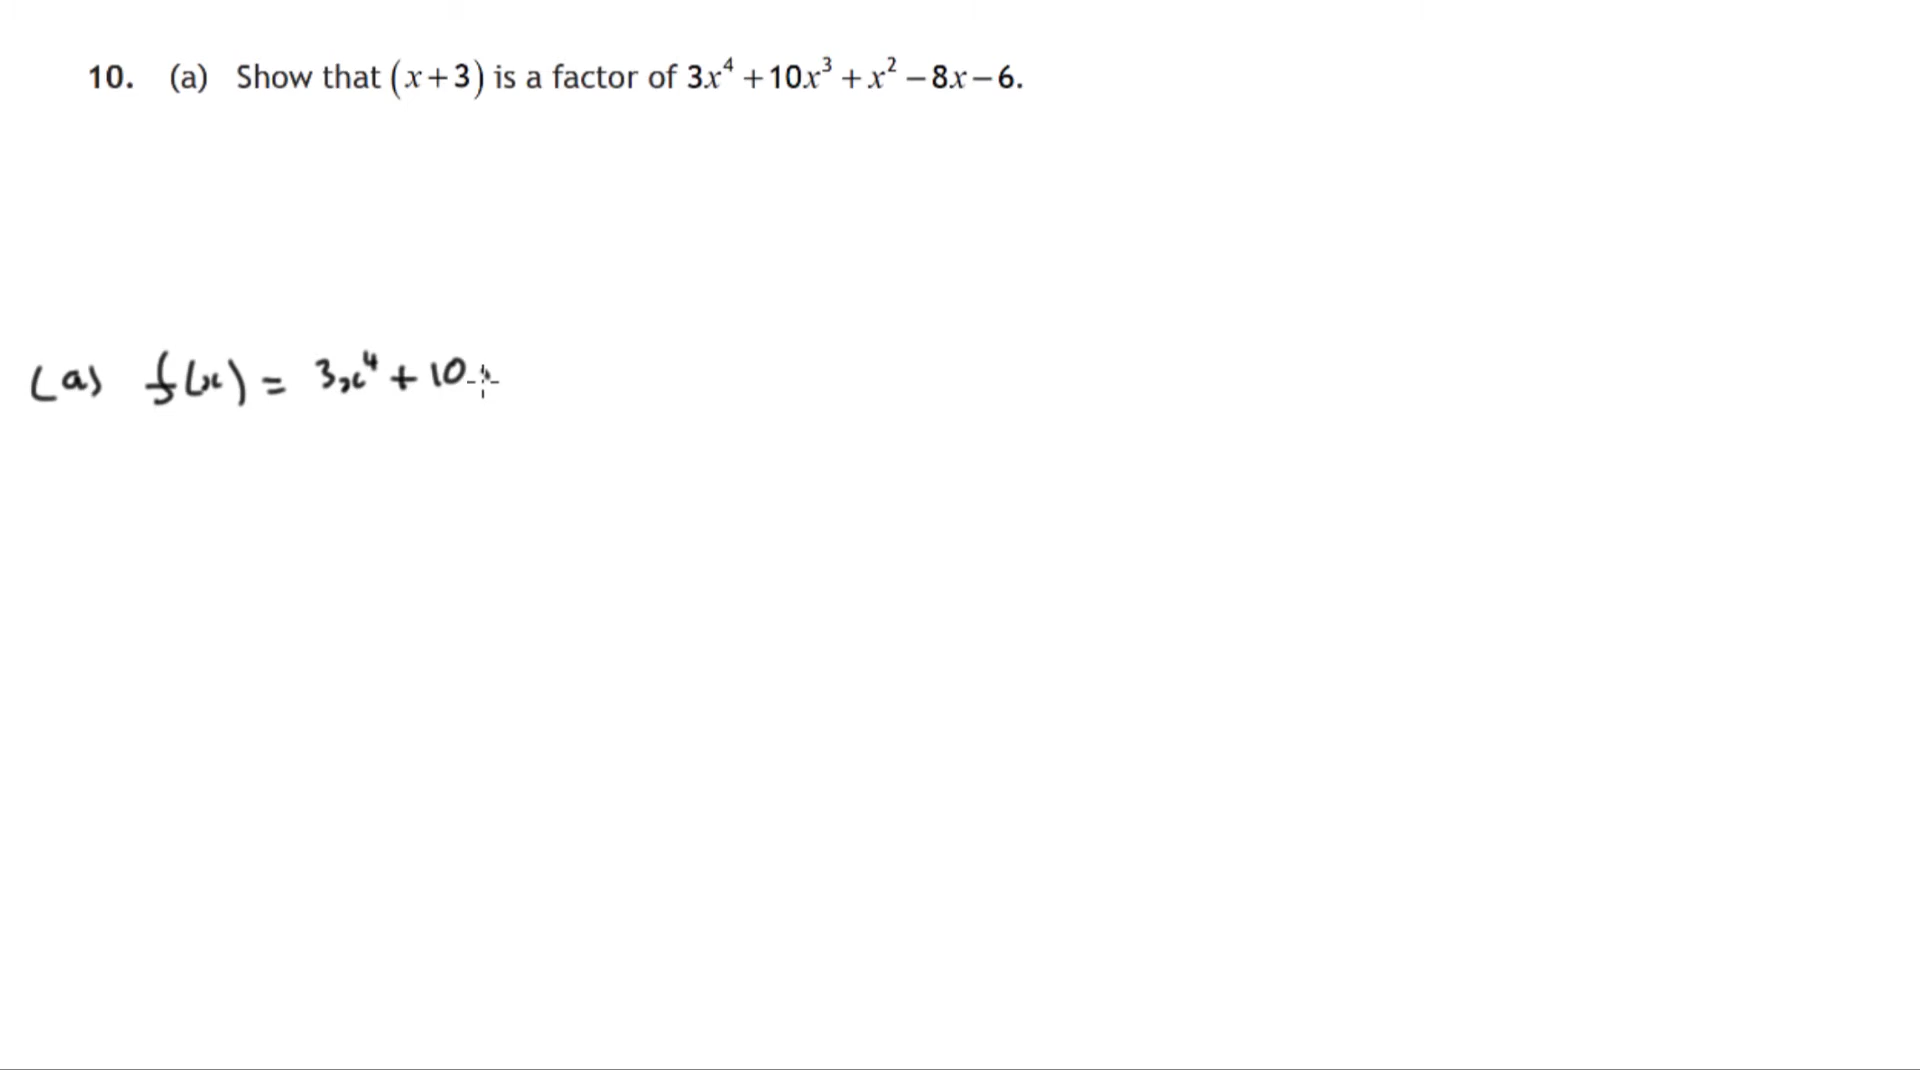 10. (a) Show that (x+3) is a factor of 3x⁴ +10x³ + x² −8x−6.
(a) f(x) = 3x⁴ + 10